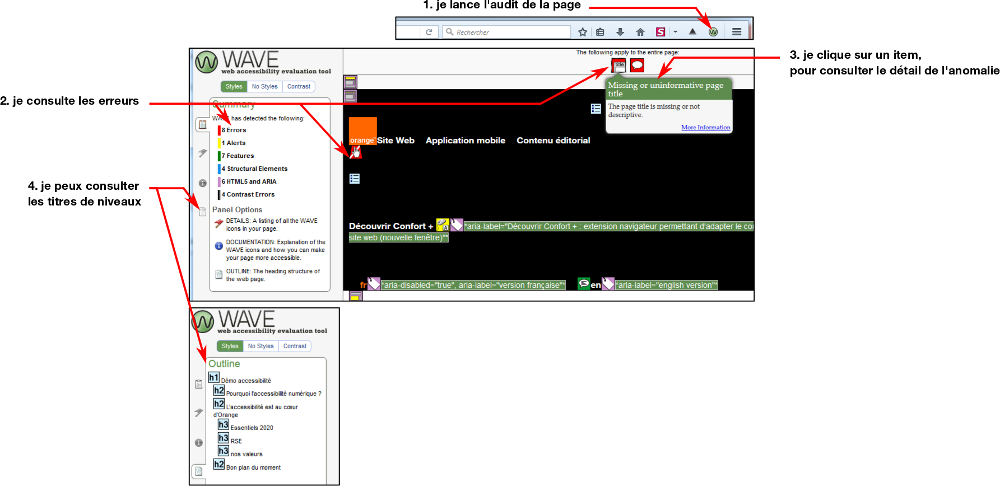 1. je lance l'audit de la page
Rechercher
S
W
2. je consulte les erreurs
3. je clique sur un item,
pour consulter le détail de l'anomalie
4. je peux consulter
les titres de niveaux
WAVE
web accessibility evaluation tool
Styles No Styles Contrast
Summary
WAVE has detected the following:
8 Errors
1 Alerts
7 Features
4 Structural Elements
6 HTML5 and ARIA
4 Contrast Errors
Panel Options
DETAILS: A listing of all the WAVE
icons in your page.
DOCUMENTATION: Explanation of the
WAVE icons and how you can make
your page more accessible.
OUTLINE: The heading structure of
the web page.
The following apply to the entire page:
title
Missing or uninformative page
title
The page title is missing or not
descriptive.
More Information
orange™ Site Web Application mobile Contenu éditorial
Découvrir Confort + A *aria-label="Découvrir Confort + : extension navigateur permettant d'adapter le co
site web (nouvelle fenêtre)"*
fr *aria-disabled="true", aria-label="version française"* en *aria-label="english version"*
WAVE
web accessibility evaluation tool
Styles No Styles Contrast
Outline
h1 Démo accessibilité
h2 Pourquoi l'accessibilité numérique ?
h2 L'accessibilité est au cœur
d'Orange
h3 Essentiels 2020
h3 RSE
h3 nos valeurs
h2 Bon plan du moment